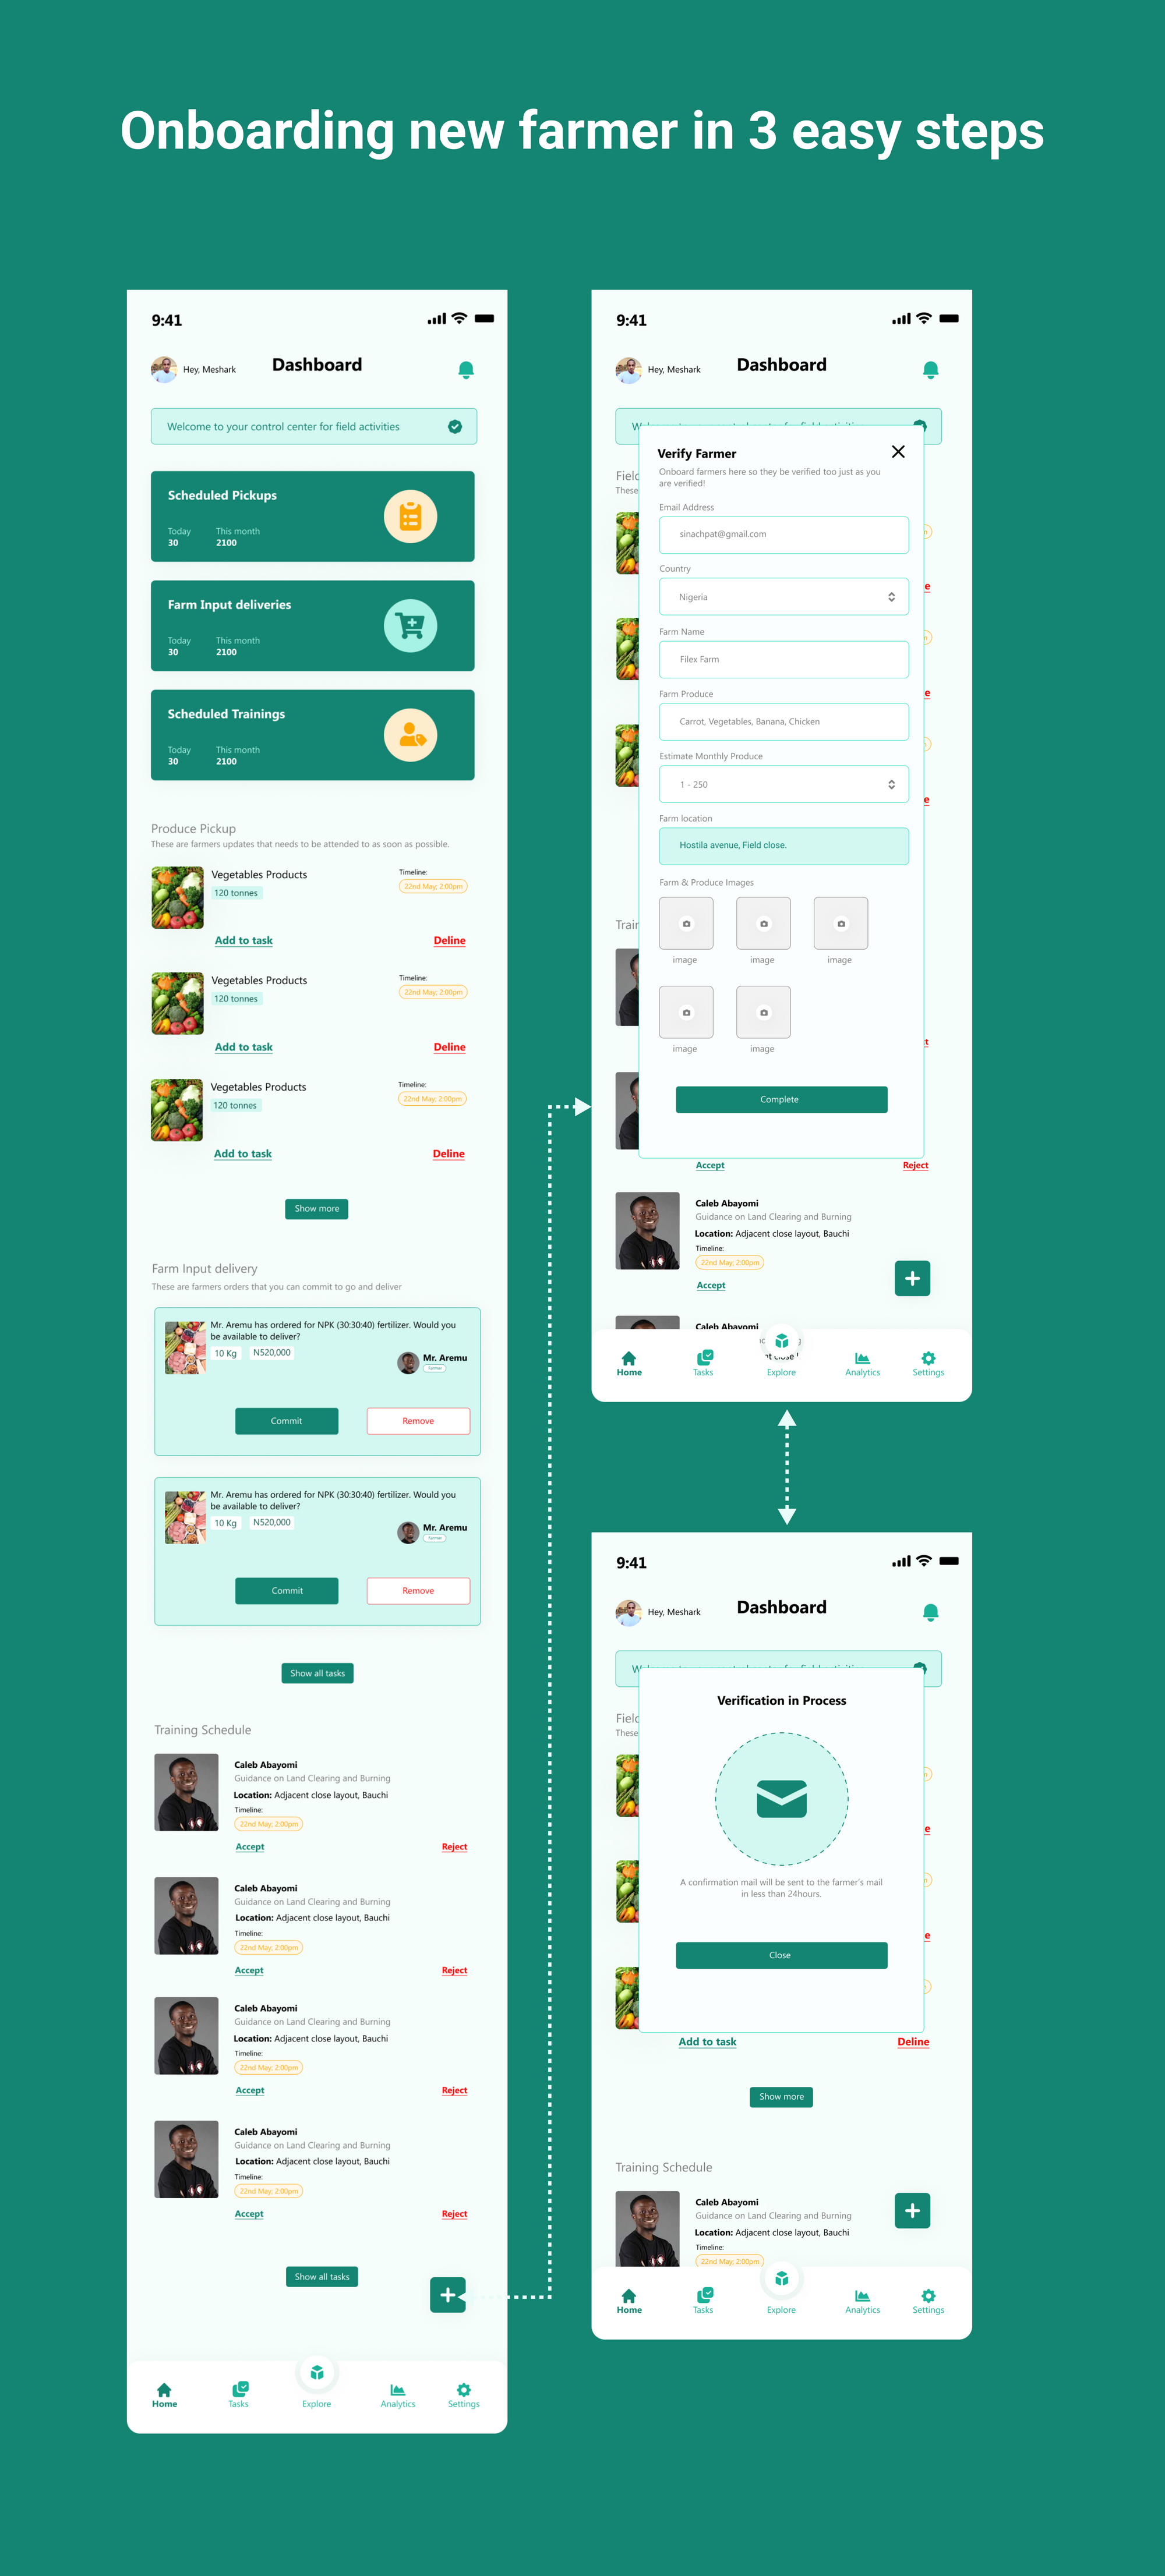 Onboarding new farmer in 3 easy steps
9:41
Hey, Meshark
Dashboard
Welcome to your control center for field activities
Scheduled Pickups
Today This month
30 2100
Farm Input deliveries
Today This month
30 2100
Scheduled Trainings
Today This month
30 2100
Produce Pickup
These are farmers updates that needs to be attended to as soon as possible.
Vegetables Products
120 tonnes
Timeline:
22nd May; 2:00pm
Add to task Deline
Vegetables Products
120 tonnes
Timeline:
22nd May; 2:00pm
Add to task Deline
Vegetables Products
120 tonnes
Timeline:
22nd May; 2:00pm
Add to task Deline
Show more
Farm Input delivery
These are farmers orders that you can commit to go and deliver
Mr. Aremu has ordered for NPK (30:30:40) fertilizer. Would you
be available to deliver?
10 Kg N520,000
Mr. Aremu
Farmer
Commit Remove
Mr. Aremu has ordered for NPK (30:30:40) fertilizer. Would you
be available to deliver?
10 Kg N520,000
Mr. Aremu
Farmer
Commit Remove
Show all tasks
Training Schedule
Caleb Abayomi
Guidance on Land Clearing and Burning
Location: Adjacent close layout, Bauchi
Timeline:
22nd May; 2:00pm
Accept Reject
Caleb Abayomi
Guidance on Land Clearing and Burning
Location: Adjacent close layout, Bauchi
Timeline:
22nd May; 2:00pm
Accept Reject
Caleb Abayomi
Guidance on Land Clearing and Burning
Location: Adjacent close layout, Bauchi
Timeline:
22nd May; 2:00pm
Accept Reject
Caleb Abayomi
Guidance on Land Clearing and Burning
Location: Adjacent close layout, Bauchi
Timeline:
22nd May; 2:00pm
Accept Reject
Show all tasks
Home Tasks Explore Analytics Settings
9:41
Hey, Meshark
Dashboard
Field
These
Verify Farmer
Onboard farmers here so they be verified too just as you
are verified!
Email Address
sinachpat@gmail.com
Country
Nigeria
Farm Name
Filex Farm
Farm Produce
Carrot, Vegetables, Banana, Chicken
Estimate Monthly Produce
1 - 250
Farm location
Hostila avenue, Field close.
Farm & Produce Images
image image image
image image
Complete
Accept Reject
Caleb Abayomi
Guidance on Land Clearing and Burning
Location: Adjacent close layout, Bauchi
Timeline:
22nd May; 2:00pm
Accept
Caleb Abayomi
Home Tasks Explore Analytics Settings
9:41
Hey, Meshark
Dashboard
Field
These
Verification in Process
A confirmation mail will be sent to the farmer's mail
in less than 24hours.
Close
Add to task Deline
Show more
Training Schedule
Caleb Abayomi
Guidance on Land Clearing and Burning
Location: Adjacent close layout, Bauchi
Timeline:
22nd May; 2:00pm
Home Tasks Explore Analytics Settings